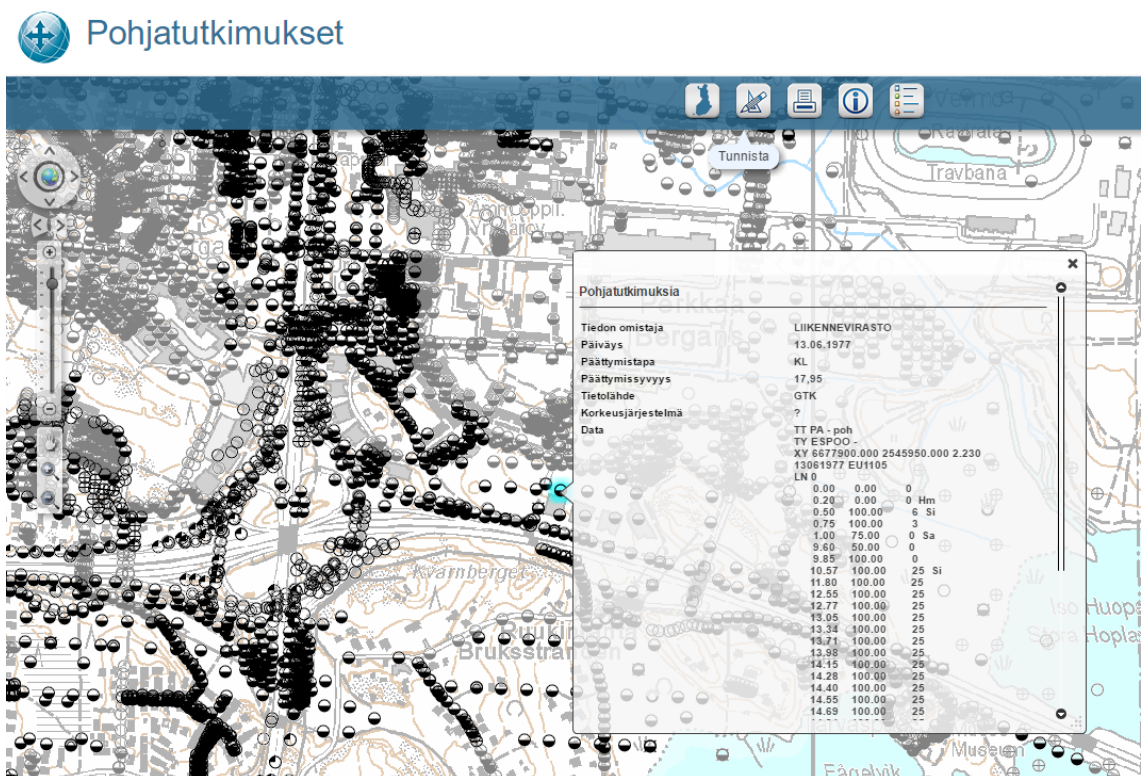 Pohjatutkimukset
Tunnista
Travbana
Pohjatutkimuksia
Tiedon omistaja LIIKENNEVIRASTO
Päiväys 13.06.1977
Päättymistapa KL
Päättymissyvyys 17,95
Tietolähde GTK
Korkeusjärjestelmä ?
Data TT PA - poh
TY ESPOO -
XY 6677900.000 2545950.000 2.230
13061977 EU1105
LN 0
0.00 0.00 0
0.20 0.00 0 Hm
0.50 100.00 6 Si
0.75 100.00 3
1.00 75.00 0 Sa
9.60 50.00 0
9.85 100.00 0
10.57 100.00 25 Si
11.80 100.00 25
12.55 100.00 25
12.77 100.00 25
13.05 100.00 25
13.34 100.00 25
13.71 100.00 25
13.98 100.00 25
14.15 100.00 25
14.28 100.00 25
14.40 100.00 25
14.55 100.00 25
14.69 100.00 25
Kvarnberget
Iso Huopa
Stora Hopla
Museum
Fågelvik